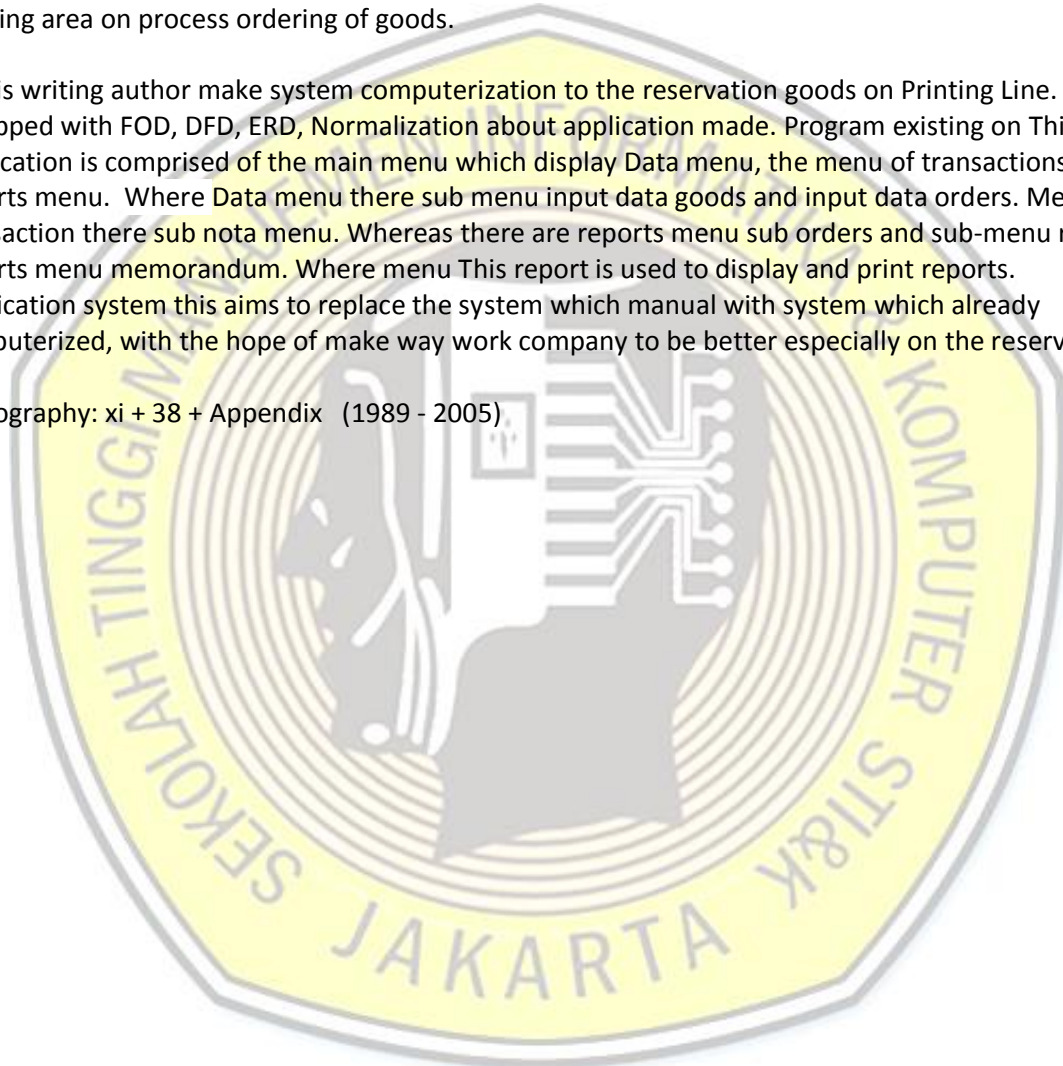 ing area on process ordering of goods.
is writing author make system computerization to the reservation goods on Printing Line.
pped with FOD, DFD, ERD, Normalization about application made. Program existing on Thi
cation is comprised of the main menu which display Data menu, the menu of transactions
rts menu. Where Data menu there sub menu input data goods and input data orders. Me
saction there sub nota menu. Whereas there are reports menu sub orders and sub-menu
rts menu memorandum. Where menu This report is used to display and print reports.
ication system this aims to replace the system which manual with system which already
puterized, with the hope of make way work company to be better especially on the reserv
ography: xi + 38 + Appendix (1989 - 2005)
SEKOLAH TINGGI MANAJEMEN INFORMATIKA & KOMPUTER STI&K
JAKARTA